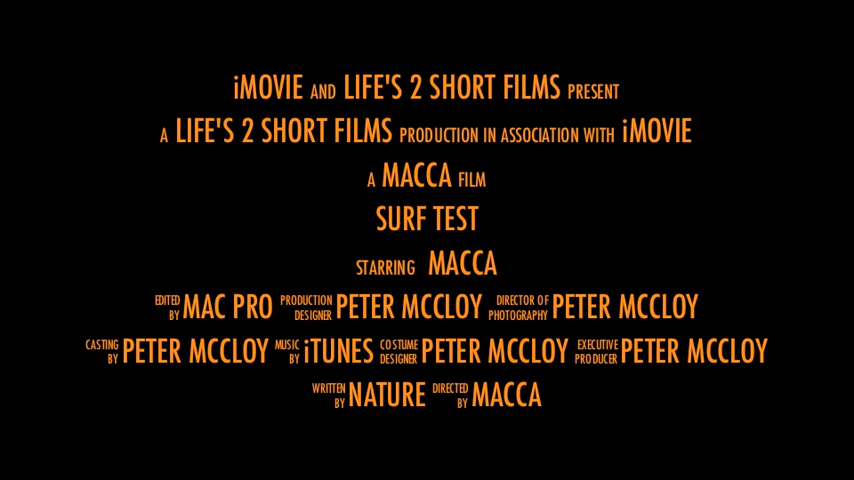 iMOVIE AND LIFE'S 2 SHORT FILMS PRESENT
A LIFE'S 2 SHORT FILMS PRODUCTION IN ASSOCIATION WITH iMOVIE
A MACCA FILM
SURF TEST
STARRING MACCA
EDITED BY MAC PRO PRODUCTION DESIGNER PETER MCCLOY DIRECTOR OF PHOTOGRAPHY PETER MCCLOY
CASTING BY PETER MCCLOY MUSIC BY iTUNES COSTUME DESIGNER PETER MCCLOY EXECUTIVE PRODUCER PETER MCCLOY
WRITTEN BY NATURE DIRECTED BY MACCA